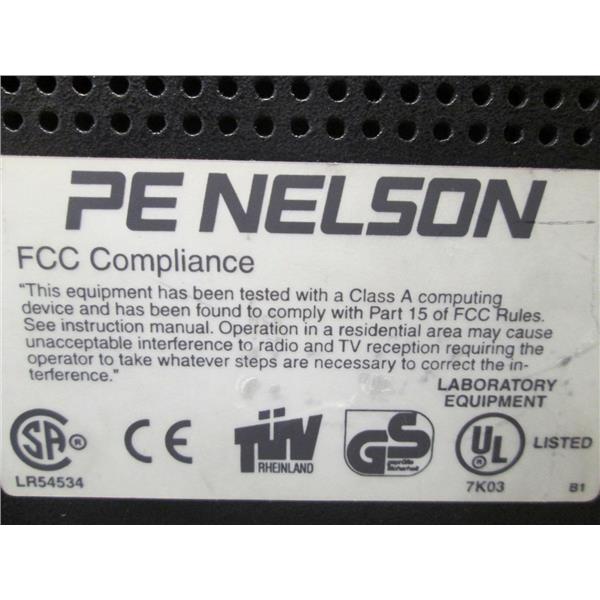 PE NELSON
FCC Compliance
"This equipment has been tested with a Class A computing
device and has been found to comply with Part 15 of FCC Rules.
See instruction manual. Operation in a residential area may cause
unacceptable interference to radio and TV reception requiring the
operator to take whatever steps are necessary to correct the in-
terference."
LABORATORY
EQUIPMENT
SA ® CE TÜV GS UL LISTED
RHEINLAND geprüfte
Sicherheit
LR54534 7K03 B1